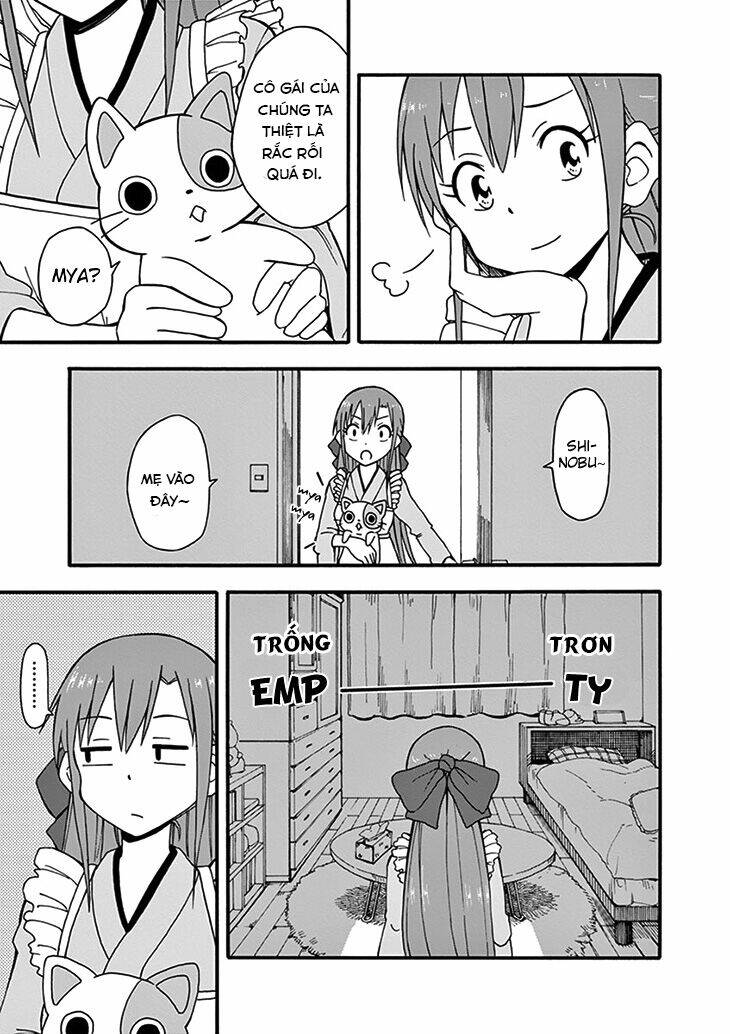 CÔ GÁI CỦA
CHÚNG TA
THIỆT LÀ
RẮC RỐI
QUÁ ĐI.
MYA?
SHI-
NOBU~
MẸ VÀO
ĐÂY~
mya
mya
TRỐNG TRƠN
EMP TY
.........